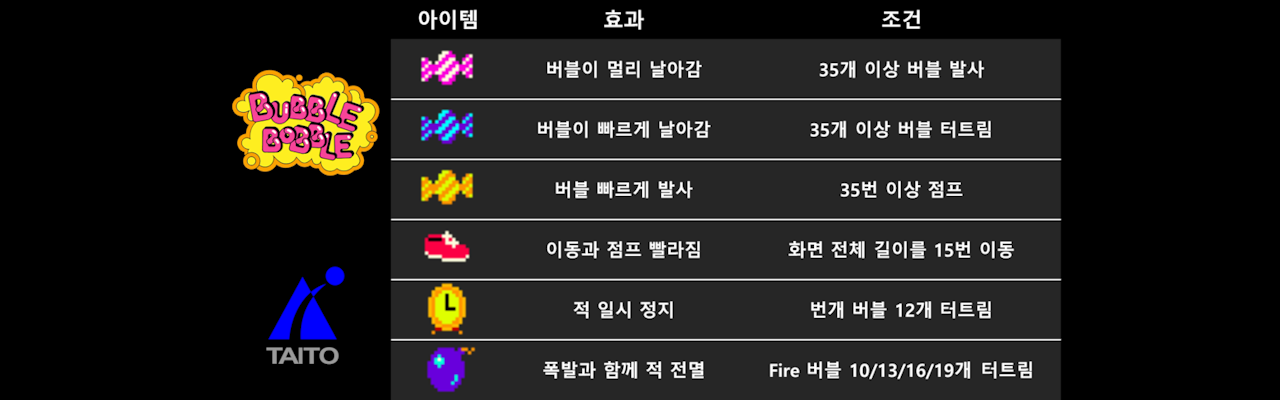 아이템 효과 조건
버블이 멀리 날아감 35개 이상 버블 발사
BUBBLE
BOBBLE
버블이 빠르게 날아감 35개 이상 버블 터트림
버블 빠르게 발사 35번 이상 점프
이동과 점프 빨라짐 화면 전체 길이를 15번 이동
적 일시 정지 번개 버블 12개 터트림
TAITO
폭발과 함께 적 전멸 Fire 버블 10/13/16/19개 터트림